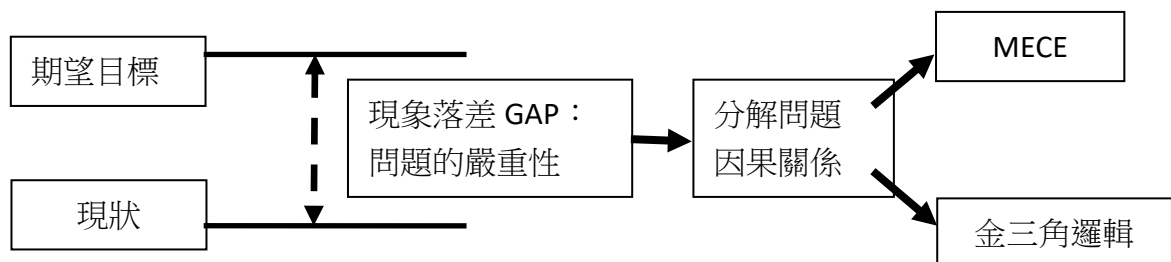 期望目標
現狀
現象落差 GAP：
問題的嚴重性
分解問題
因果關係
MECE
金三角邏輯